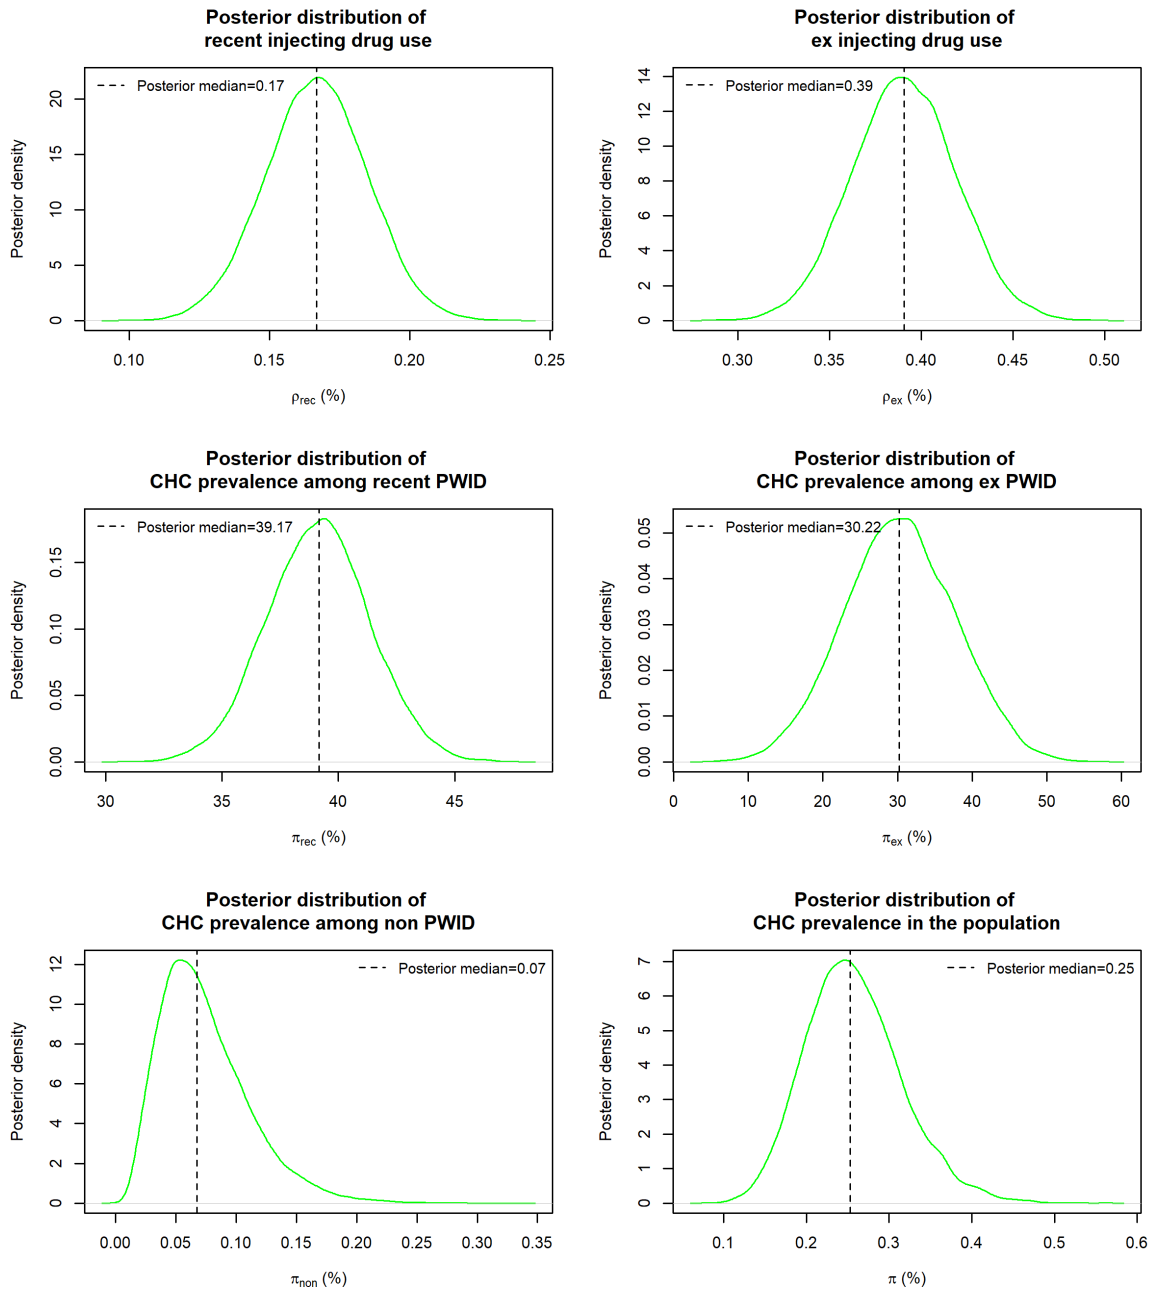 Posterior distribution of
recent injecting drug use
Posterior median=0.17
Posterior density
0
5
10
15
20
0.10
0.15
0.20
0.25
ρrec (%)
Posterior distribution of
ex injecting drug use
Posterior median=0.39
Posterior density
0
2
4
6
8
10
12
14
0.30
0.35
0.40
0.45
0.50
ρex (%)
Posterior distribution of
CHC prevalence among recent PWID
Posterior median=39.17
Posterior density
0.00
0.05
0.10
0.15
30
35
40
45
πrec (%)
Posterior distribution of
CHC prevalence among ex PWID
Posterior median=30.22
Posterior density
0.00
0.01
0.02
0.03
0.04
0.05
0
10
20
30
40
50
60
πex (%)
Posterior distribution of
CHC prevalence among non PWID
Posterior median=0.07
Posterior density
0
2
4
6
8
10
12
0.00
0.05
0.10
0.15
0.20
0.25
0.30
0.35
πnon (%)
Posterior distribution of
CHC prevalence in the population
Posterior median=0.25
Posterior density
0
1
2
3
4
5
6
7
0.1
0.2
0.3
0.4
0.5
0.6
π (%)